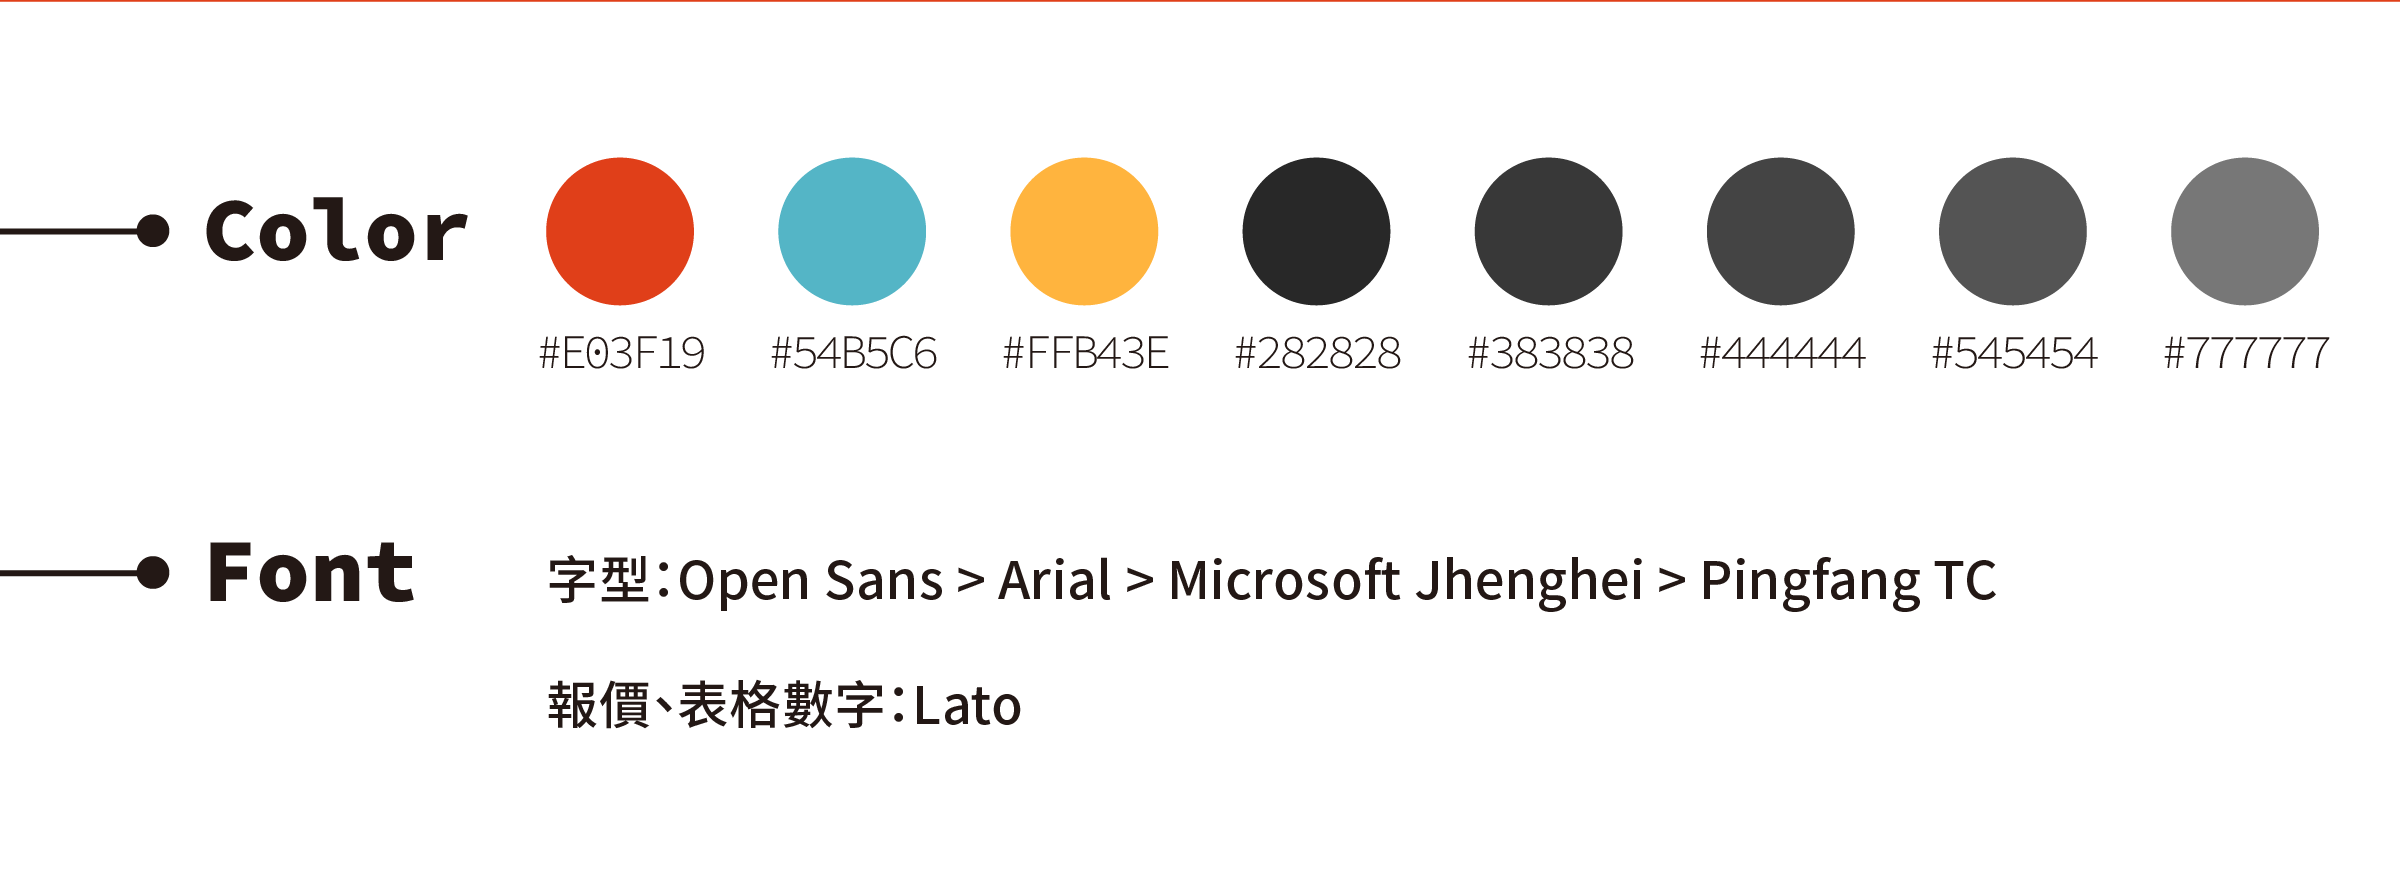 Color
#E03F19 #54B5C6 #FFB43E #282828 #383838 #444444 #545454 #777777
Font
字型：Open Sans > Arial > Microsoft Jhenghei > Pingfang TC
報價、表格數字：Lato